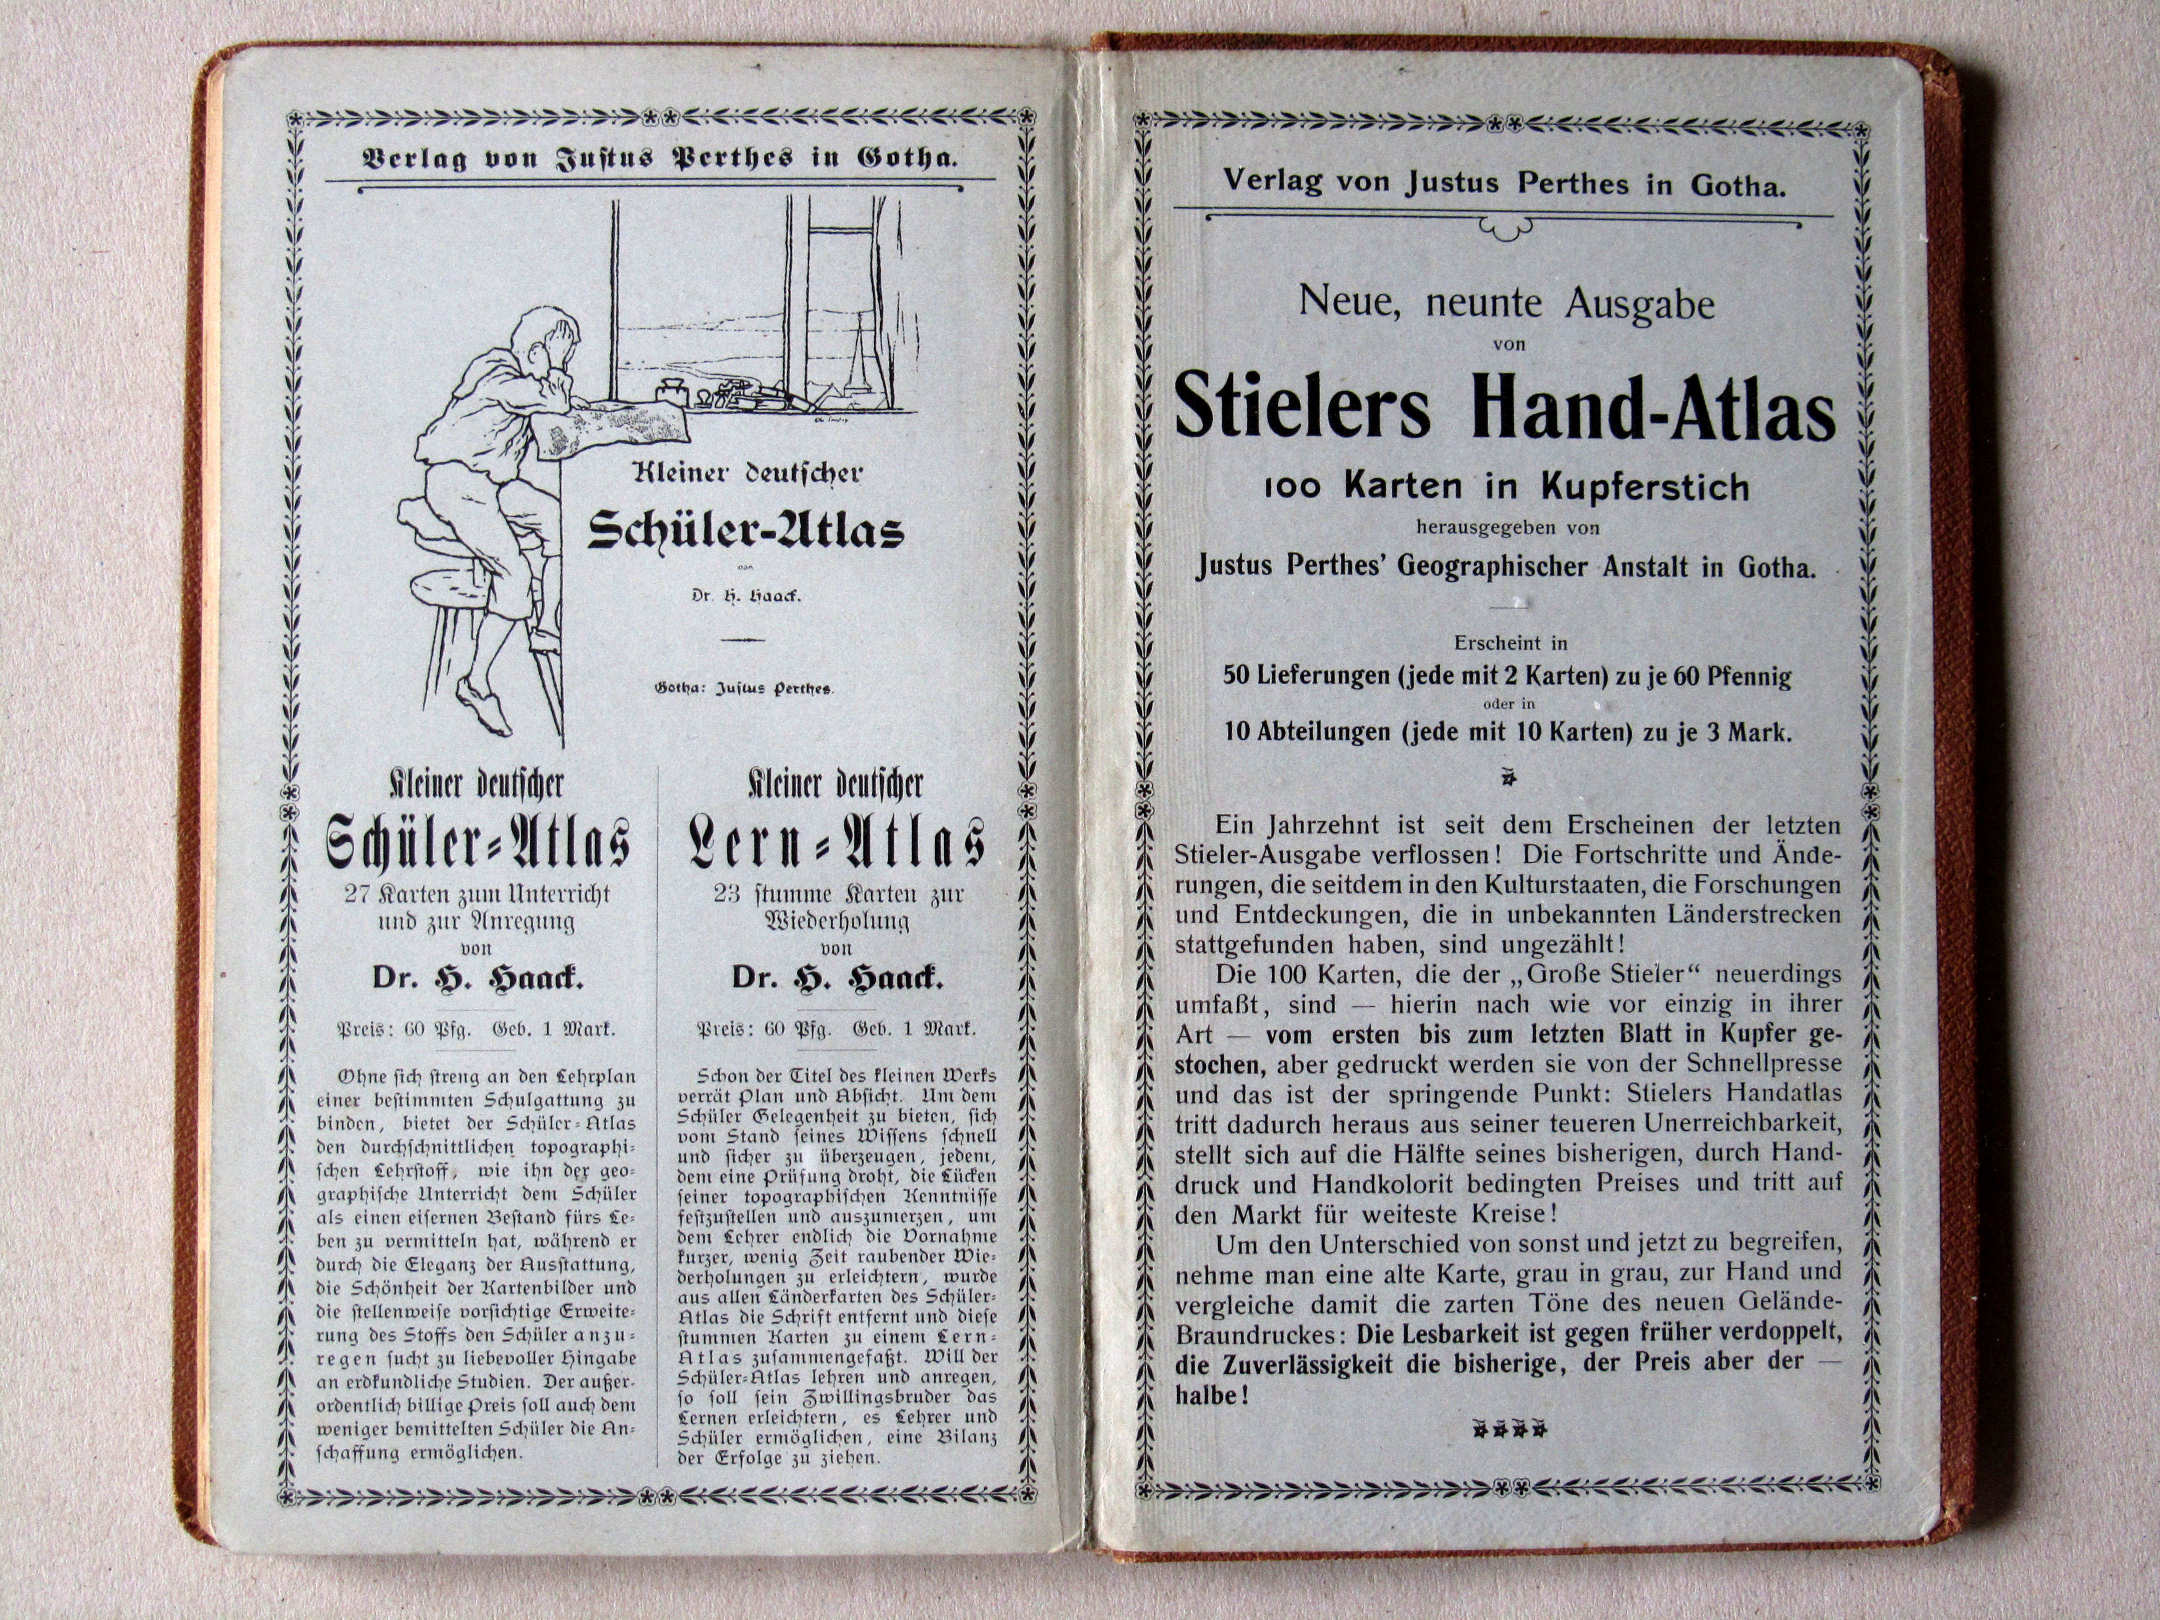 Verlag von Justus Perthes in Gotha.
Kleiner deutscher
Schüler-Atlas
von
Dr. H. Haack.
Gotha: Justus Perthes.
Kleiner deutscher
Schüler-Atlas
27 Karten zum Unterricht
und zur Anregung
von
Dr. H. Haack.
Preis: 60 Pfg. Geb. 1 Mark.
Ohne sich streng an den Lehrplan
einer bestimmten Schulgattung zu
binden, bietet der Schüler-Atlas
den durchschnittlichen topographi-
schen Lehrstoff, wie ihn der geo-
graphische Unterricht dem Schüler
als einen eisernen Bestand fürs Le-
ben zu vermitteln hat, während er
durch die Eleganz der Ausstattung,
die Schönheit der Kartenbilder und
die stellenweise vorsichtige Erweite-
rung des Stoffs den Schüler anzu-
regen sucht zu liebevoller Hingabe
an erdkundliche Studien. Der außer-
ordentlich billige Preis soll auch dem
weniger bemittelten Schüler die An-
schaffung ermöglichen.
Kleiner deutscher
Lern-Atlas
23 stumme Karten zur
Wiederholung
von
Dr. H. Haack.
Preis: 60 Pfg. Geb. 1 Mark.
Schon der Titel des kleinen Werks
verrät Plan und Absicht. Um dem
Schüler Gelegenheit zu bieten, sich
vom Stand seines Wissens schnell
und sicher zu überzeugen, jedem,
dem eine Prüfung droht, die Lücken
seiner topographischen Kenntnisse
festzustellen und auszumerzen, um
dem Lehrer endlich die Vornahme
kurzer, wenig Zeit raubender Wie-
derholungen zu erleichtern, wurde
aus allen Länderkarten des Schüler-
Atlas die Schrift entfernt und diese
stummen Karten zu einem Lern-
Atlas zusammengefaßt. Will der
Schüler-Atlas lehren und anregen,
so soll sein Zwillingsbruder das
Lernen erleichtern, es Lehrer und
Schüler ermöglichen, eine Bilanz
der Erfolge zu ziehen.
Verlag von Justus Perthes in Gotha.
Neue, neunte Ausgabe
von
Stielers Hand-Atlas
100 Karten in Kupferstich
herausgegeben von
Justus Perthes' Geographischer Anstalt in Gotha.
Erscheint in
50 Lieferungen (jede mit 2 Karten) zu je 60 Pfennig
oder in
10 Abteilungen (jede mit 10 Karten) zu je 3 Mark.
Ein Jahrzehnt ist seit dem Erscheinen der letzten
Stieler-Ausgabe verflossen! Die Fortschritte und Ände-
rungen, die seitdem in den Kulturstaaten, die Forschungen
und Entdeckungen, die in unbekannten Länderstrecken
stattgefunden haben, sind ungezählt!
Die 100 Karten, die der „Große Stieler“ neuerdings
umfaßt, sind — hierin nach wie vor einzig in ihrer
Art — vom ersten bis zum letzten Blatt in Kupfer ge-
stochen, aber gedruckt werden sie von der Schnellpresse
und das ist der springende Punkt: Stielers Handatlas
tritt dadurch heraus aus seiner teueren Unerreichbarkeit,
stellt sich auf die Hälfte seines bisherigen, durch Hand-
druck und Handkolorit bedingten Preises und tritt auf
den Markt für weiteste Kreise!
Um den Unterschied von sonst und jetzt zu begreifen,
nehme man eine alte Karte, grau in grau, zur Hand und
vergleiche damit die zarten Töne des neuen Gelände-
Braundruckes: Die Lesbarkeit ist gegen früher verdoppelt,
die Zuverlässigkeit die bisherige, der Preis aber der —
halbe!